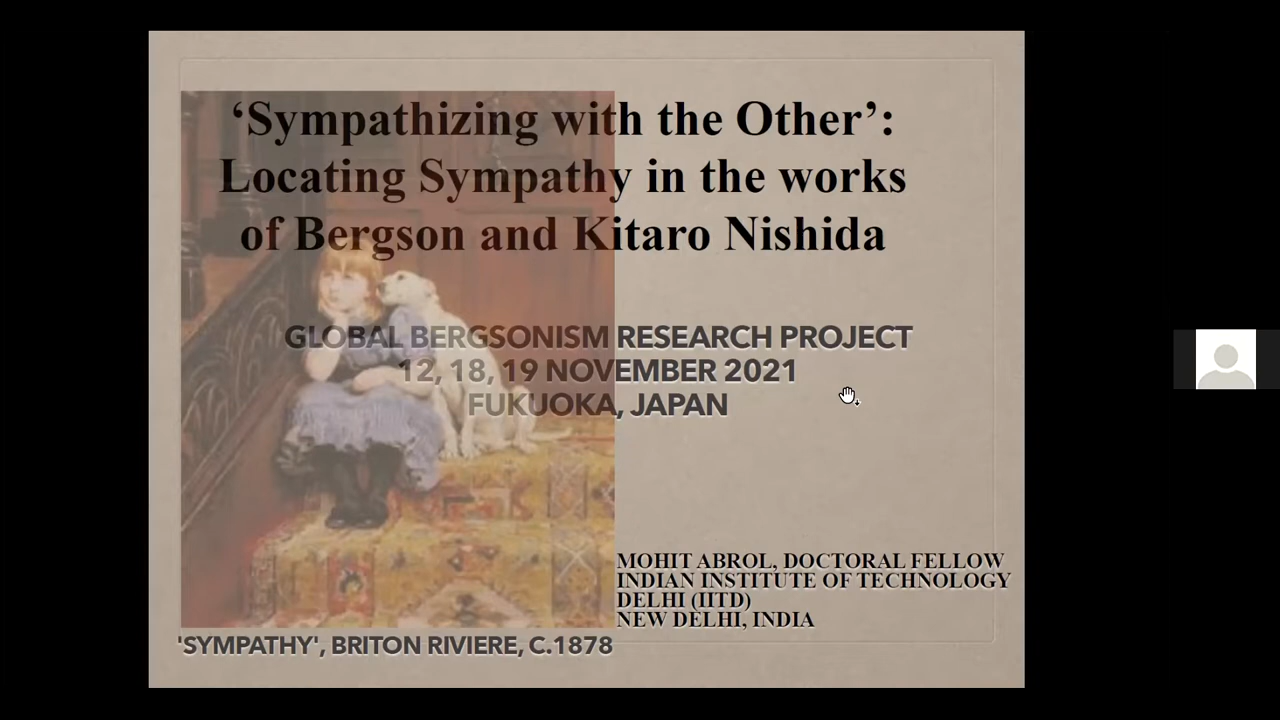 ‘Sympathizing with the Other’:
Locating Sympathy in the works
of Bergson and Kitaro Nishida
GLOBAL BERGSONISM RESEARCH PROJECT
12, 18, 19 NOVEMBER 2021
FUKUOKA, JAPAN
MOHIT ABROL, DOCTORAL FELLOW
INDIAN INSTITUTE OF TECHNOLOGY
DELHI (IITD)
NEW DELHI, INDIA
'SYMPATHY', BRITON RIVIERE, C.1878